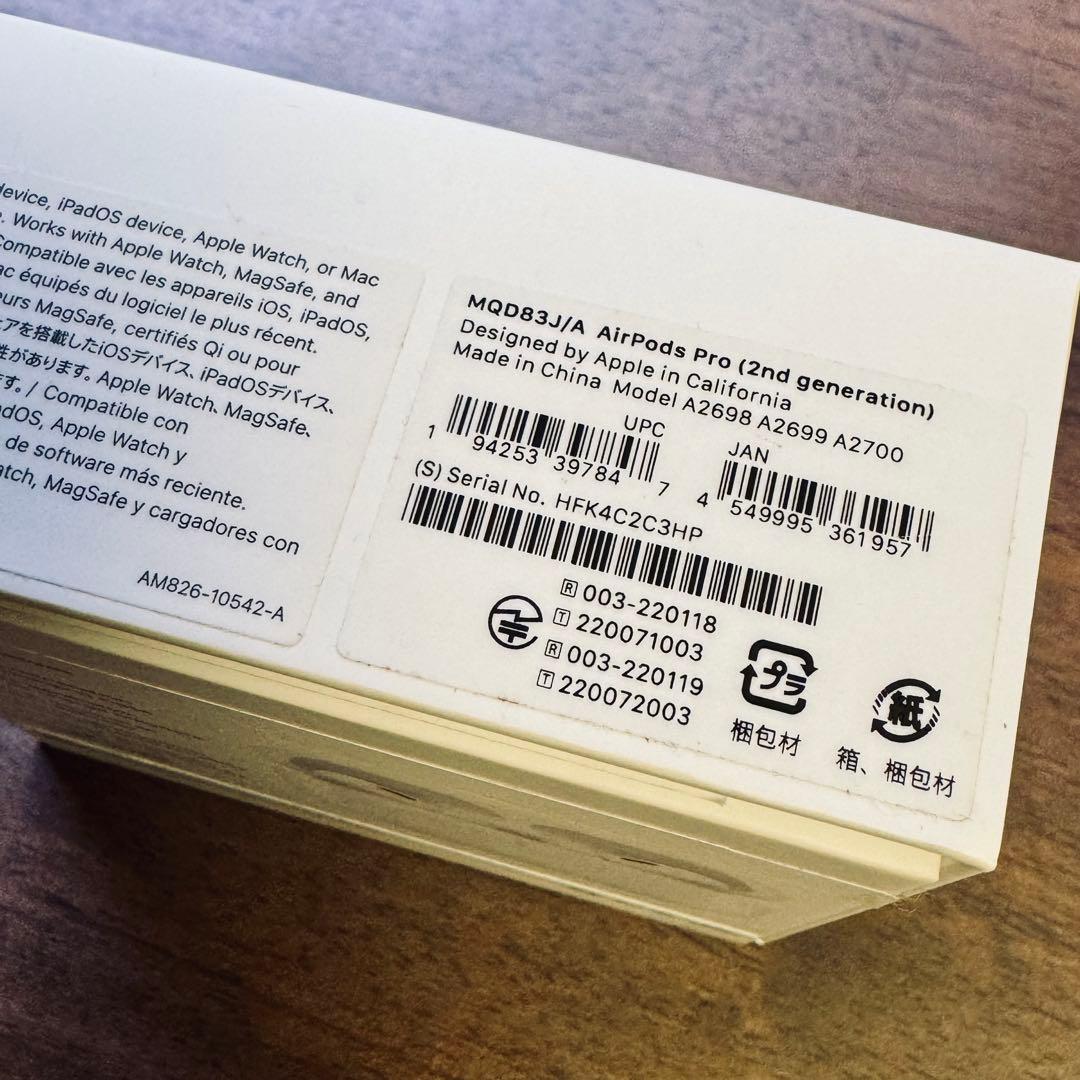 device, iPadOS device, Apple Watch, or Mac
. Works with Apple Watch, MagSafe, and
Compatible avec les appareils iOS, iPadOS,
équipés du logiciel le plus récent.
MagSafe, certifiés Qi ou pour
アを搭載したiOSデバイス、iPadOSデバイス、
性があります。Apple Watch、MagSafe、
ます。/ Compatible con
iPadOS, Apple Watch y
de software más reciente.
Watch, MagSafe y cargadores con
AM826-10542-A
MQD83J/A AirPods Pro (2nd generation)
Designed by Apple in California
Made in China Model A2698 A2699 A2700
UPC
1 94253 39784 7
JAN
4 549995 361957
(S) Serial No. HFK4C2C3HP
R 003-220118
T 220071003
R 003-220119
T 220072003
プラ
梱包材
紙
箱、梱包材